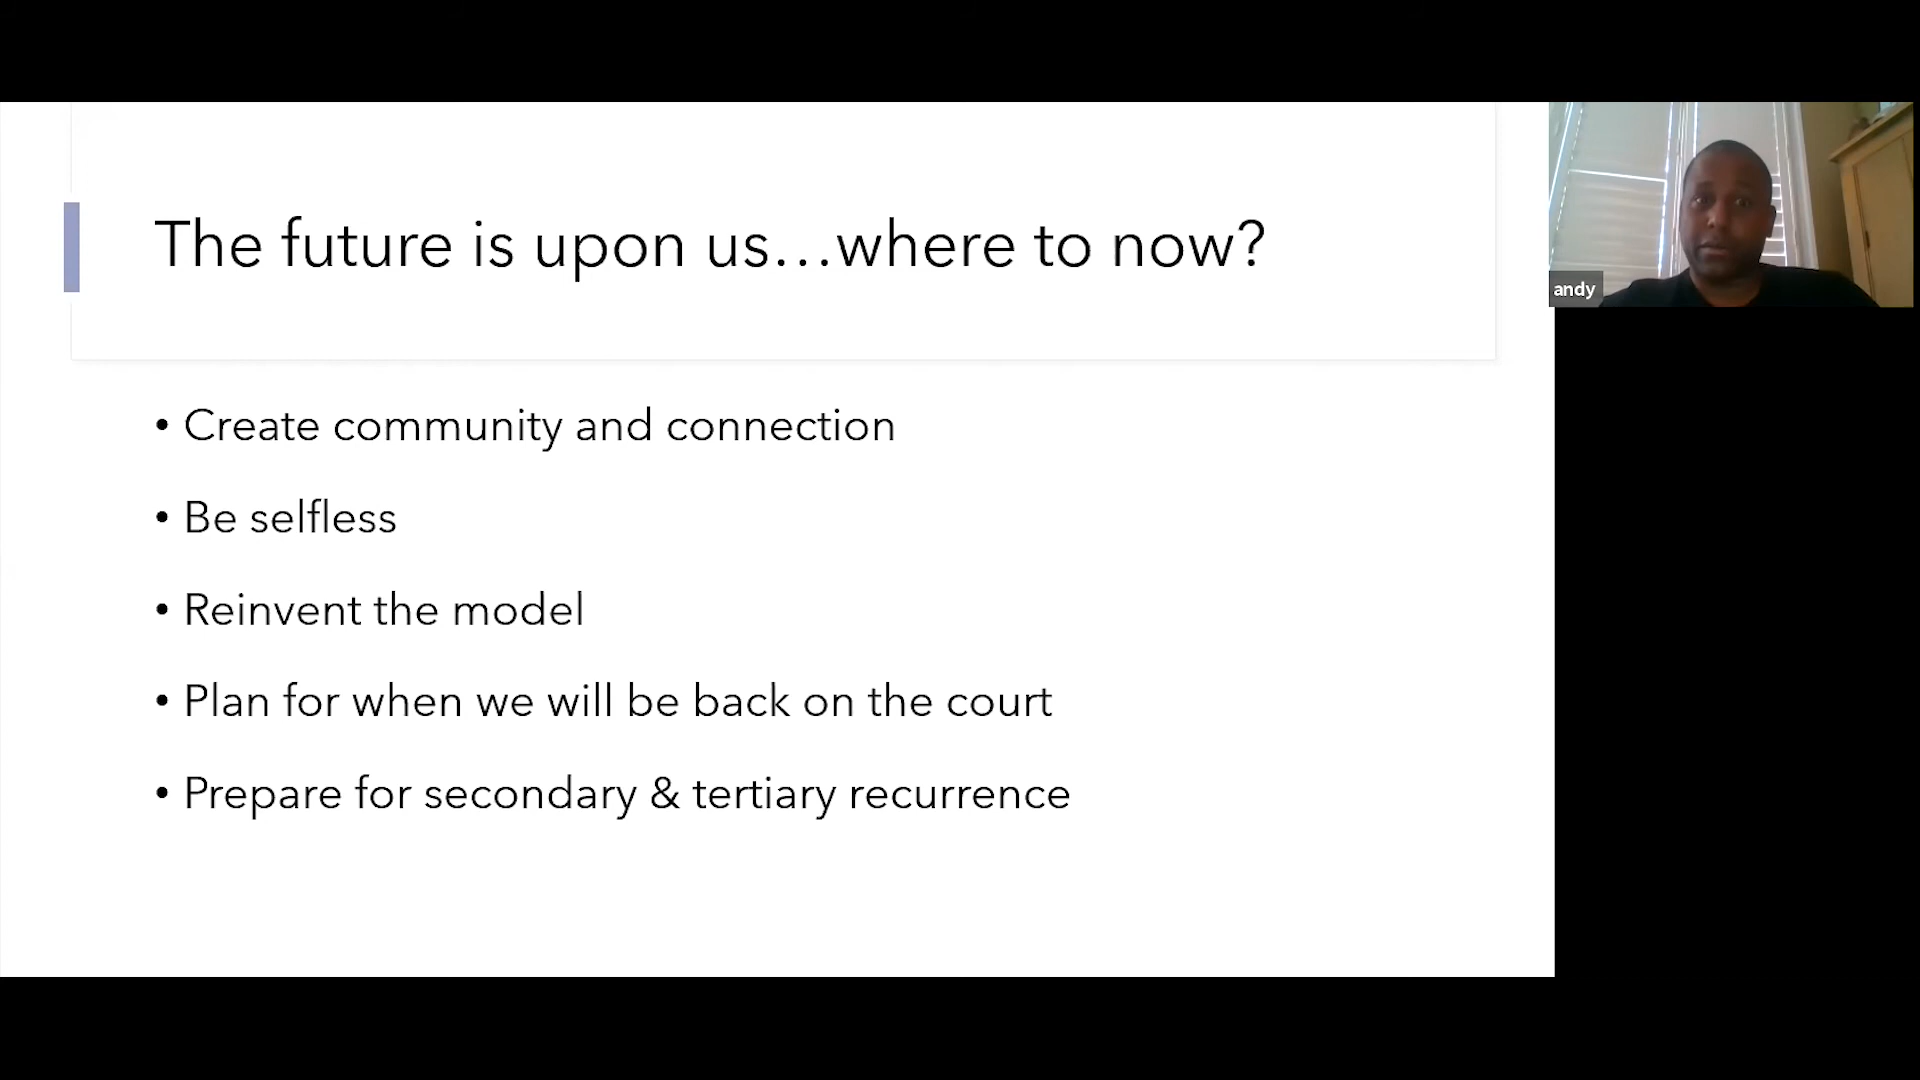 The future is upon us...where to now?
andy
• Create community and connection
• Be selfless
• Reinvent the model
• Plan for when we will be back on the court
• Prepare for secondary & tertiary recurrence